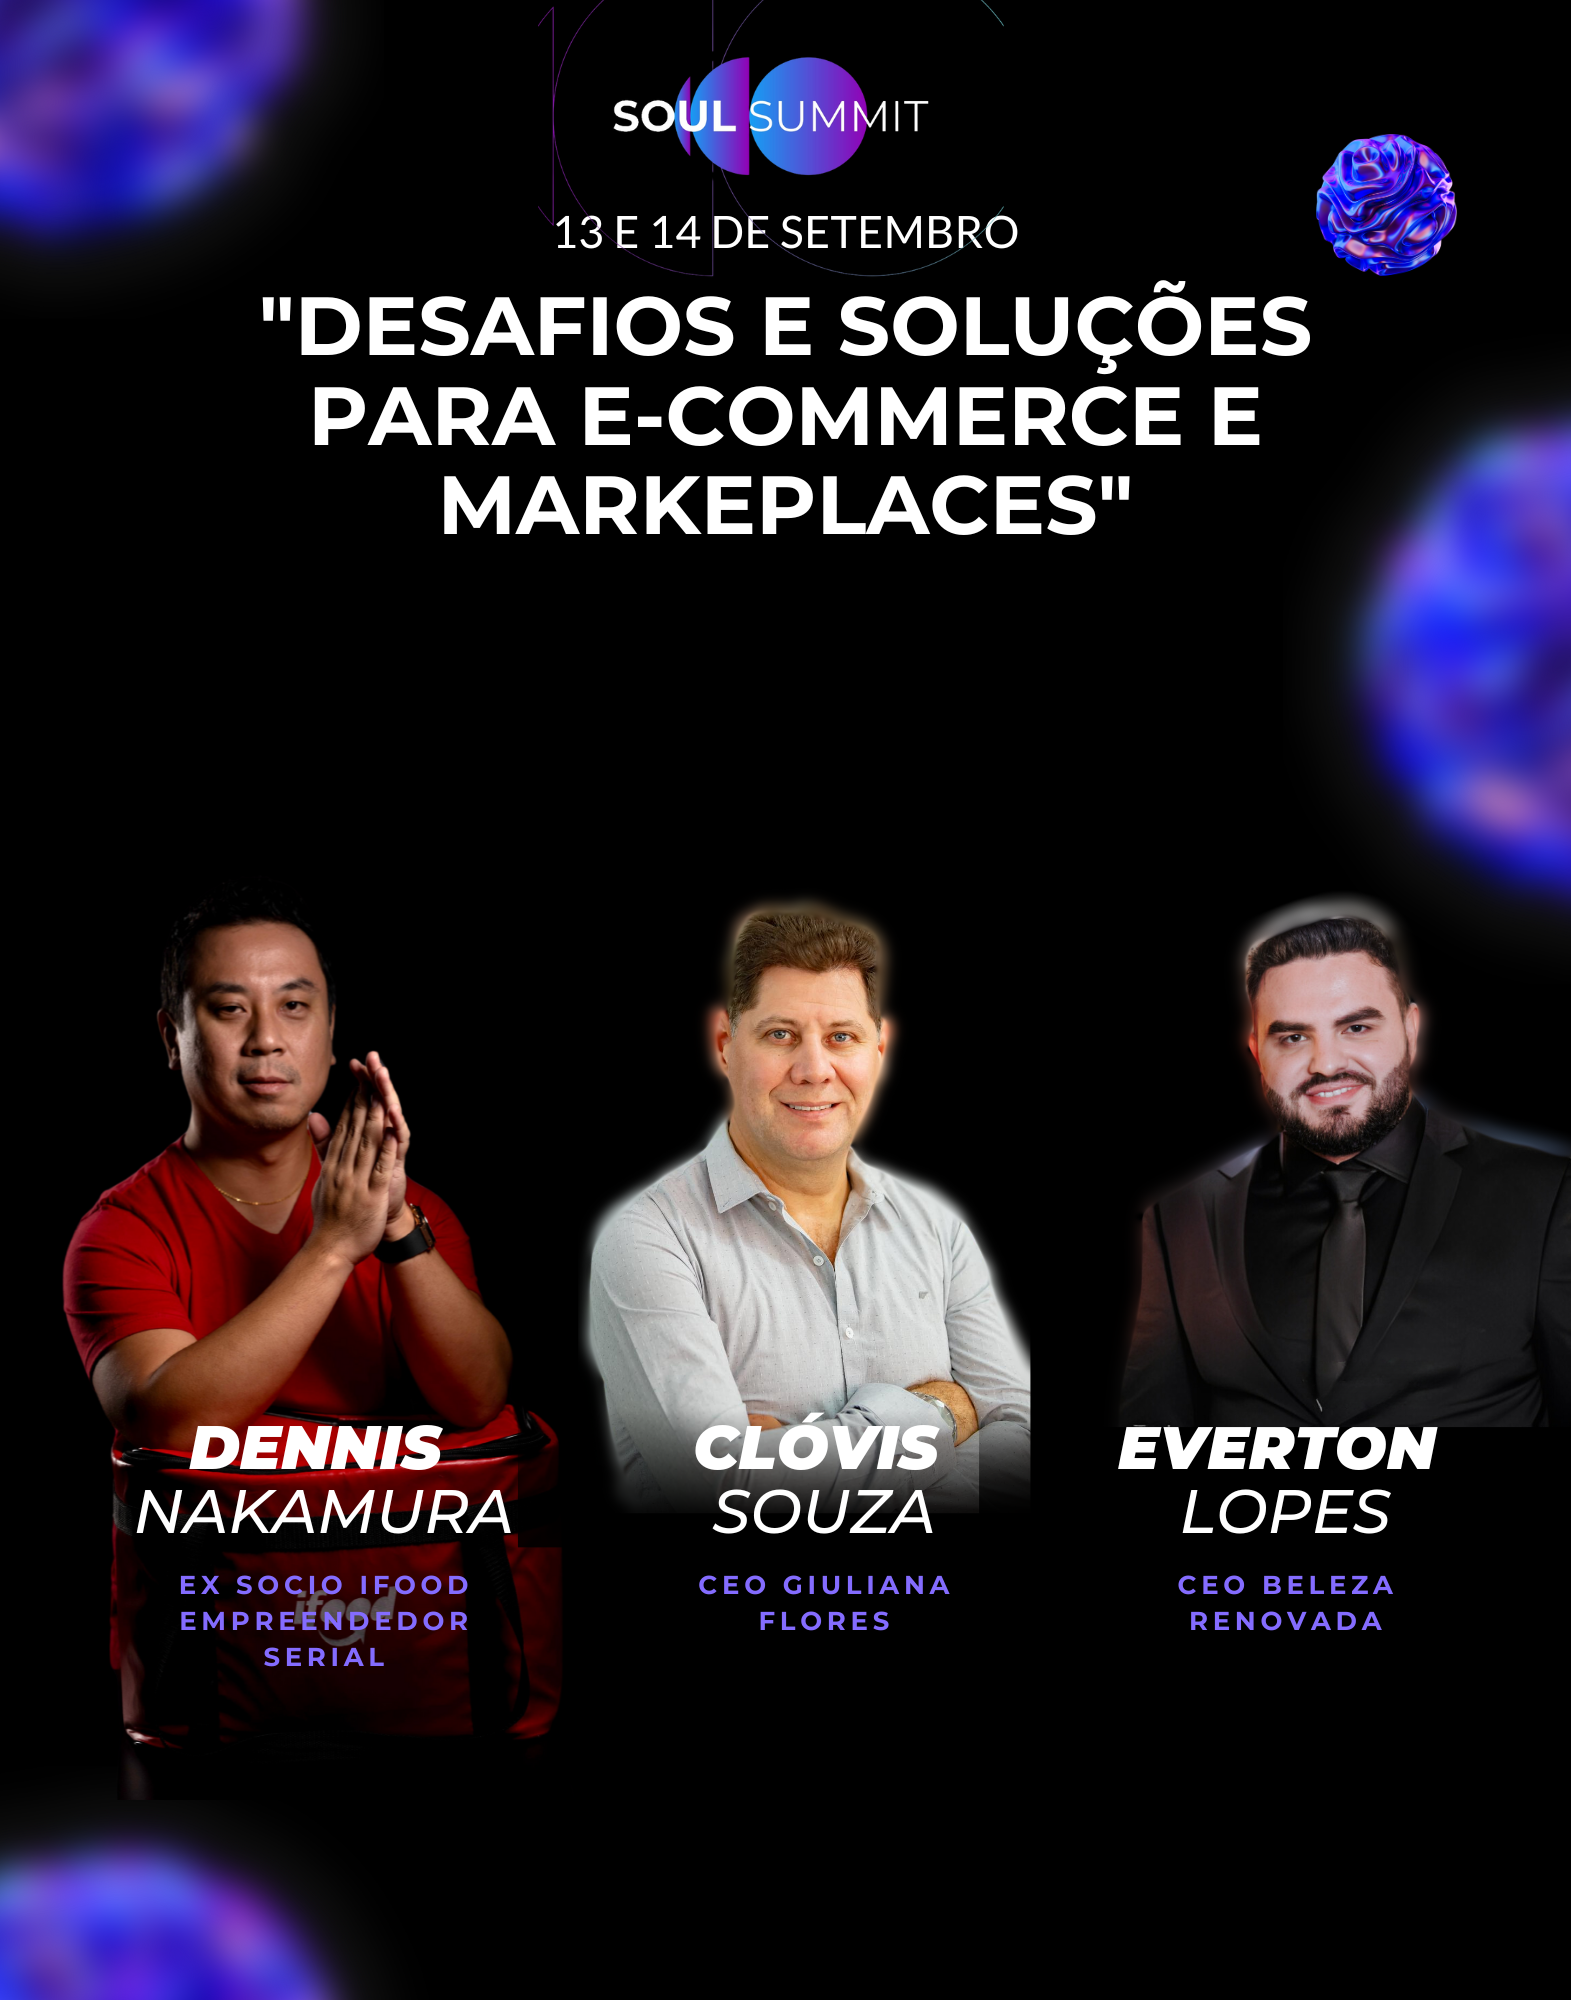 SOUL SUMMIT
13 E 14 DE SETEMBRO
"DESAFIOS E SOLUÇÕES
PARA E-COMMERCE E
MARKEPLACES"
DENNIS
NAKAMURA
EX SOCIO IFOOD
EMPREENDEDOR
SERIAL
ifood
CLÓVIS
SOUZA
CEO GIULIANA
FLORES
EVERTON
LOPES
CEO BELEZA
RENOVADA